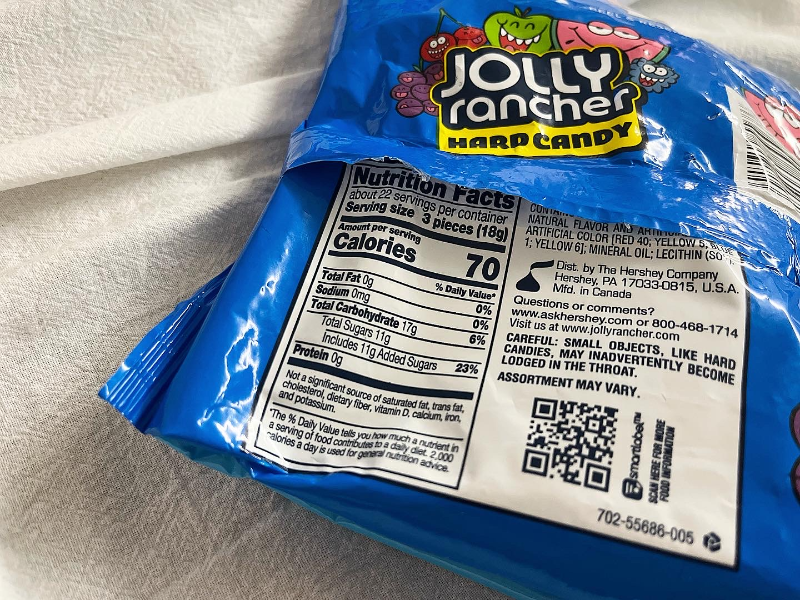 JOLLY
rancher
HARD CANDY
Nutrition Facts
about 22 servings per container
Serving size 3 pieces (18g)
Amount per serving
Calories 70
% Daily Value*
Total Fat 0g 0%
Sodium 0mg 0%
Total Carbohydrate 17g 6%
Total Sugars 11g
Includes 11g Added Sugars 23%
Protein 0g
Not a significant source of saturated fat, trans fat,
cholesterol, dietary fiber, vitamin D, calcium, iron,
and potassium.
*The % Daily Value tells you how much a nutrient in
a serving of food contributes to a daily diet. 2,000
calories a day is used for general nutrition advice.
NATURAL FLAVOR AND
ARTIFICIAL COLOR [RED 40; YELLOW 5; BLUE
1; YELLOW 6]; MINERAL OIL; LECITHIN
Dist. by The Hershey Company
Hershey, PA 17033-0815, U.S.A.
Mfd. in Canada
Questions or comments?
www.askhershey.com or 800-468-1714
Visit us at www.jollyrancher.com
CAREFUL: SMALL OBJECTS, LIKE HARD
CANDIES, MAY INADVERTENTLY BECOME
LODGED IN THE THROAT.
ASSORTMENT MAY VARY.
smartlabel™
SCAN HERE FOR MORE
FOOD INFORMATION
702-55686-005